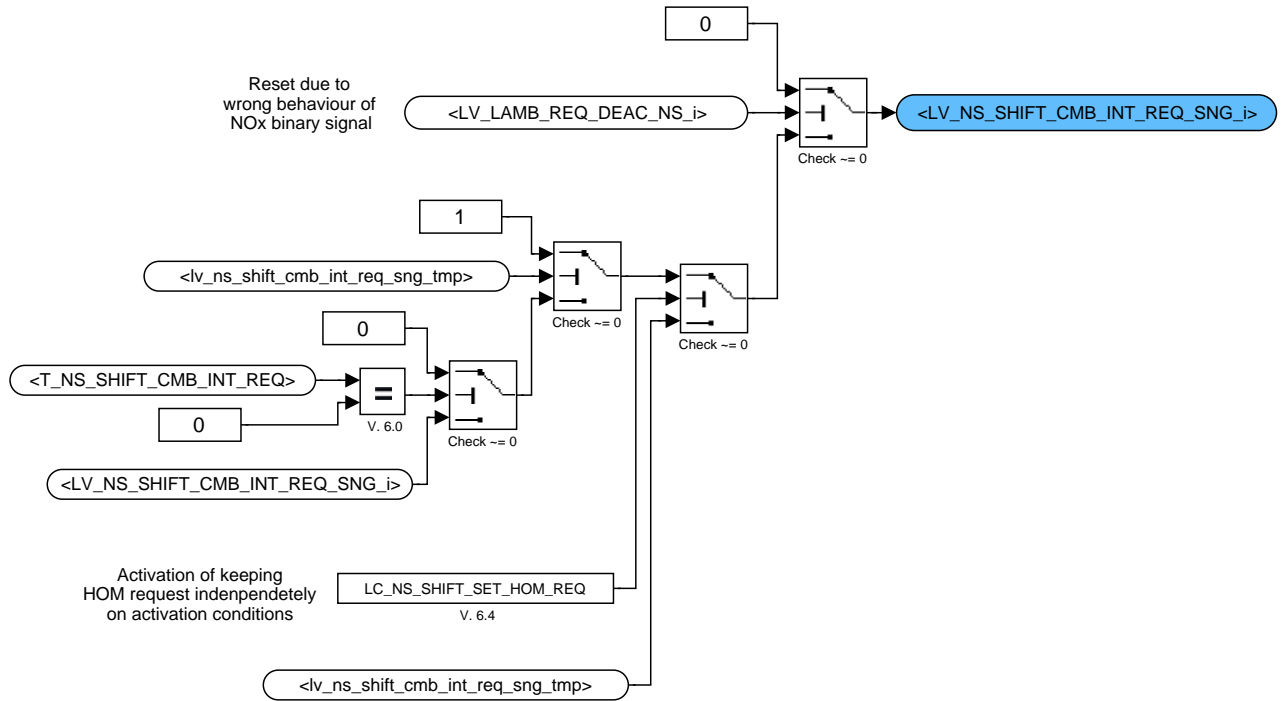 0
Reset due to
wrong behaviour of
NOx binary signal
<LV_LAMB_REQ_DEAC_NS_i>
<LV_NS_SHIFT_CMB_INT_REQ_SNG_i>
Check ~= 0
1
<lv_ns_shift_cmb_int_req_sng_tmp>
Check ~= 0
Check ~= 0
0
<T_NS_SHIFT_CMB_INT_REQ>
=
0
V. 6.0
Check ~= 0
<LV_NS_SHIFT_CMB_INT_REQ_SNG_i>
Activation of keeping
HOM request indenpendetely
on activation conditions
LC_NS_SHIFT_SET_HOM_REQ
V. 6.4
<lv_ns_shift_cmb_int_req_sng_tmp>